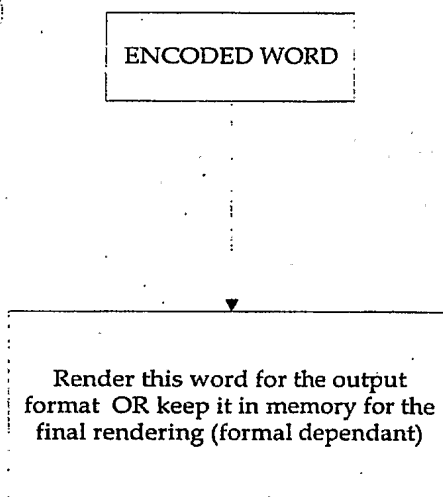 ENCODED WORD
Render this word for the output
format OR keep it in memory for the
final rendering (formal dependant)